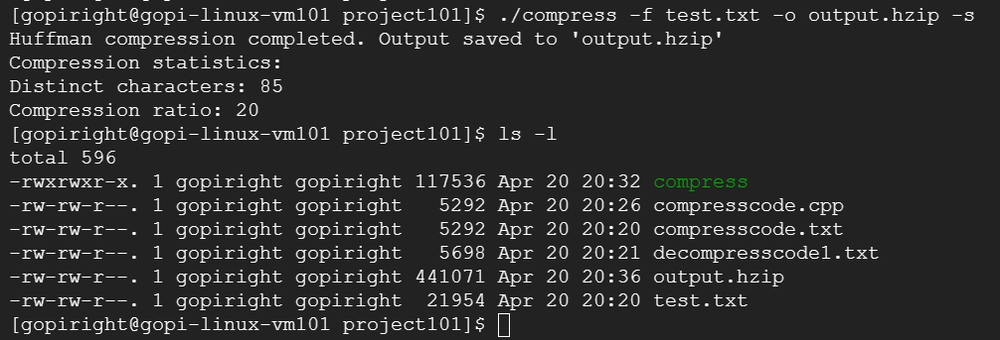 [gopiright@gopi-linux-vm101 project101]$ ./compress -f test.txt -o output.hzip -s
Huffman compression completed. Output saved to 'output.hzip'
Compression statistics:
Distinct characters: 85
Compression ratio: 20
[gopiright@gopi-linux-vm101 project101]$ ls -l
total 596
-rwxrwxr-x. 1 gopiright gopiright 117536 Apr 20 20:32 compress
-rw-rw-r--. 1 gopiright gopiright   5292 Apr 20 20:26 compresscode.cpp
-rw-rw-r--. 1 gopiright gopiright   5292 Apr 20 20:20 compresscode.txt
-rw-rw-r--. 1 gopiright gopiright   5698 Apr 20 20:21 decompresscode1.txt
-rw-rw-r--. 1 gopiright gopiright 441071 Apr 20 20:36 output.hzip
-rw-rw-r--. 1 gopiright gopiright  21954 Apr 20 20:20 test.txt
[gopiright@gopi-linux-vm101 project101]$